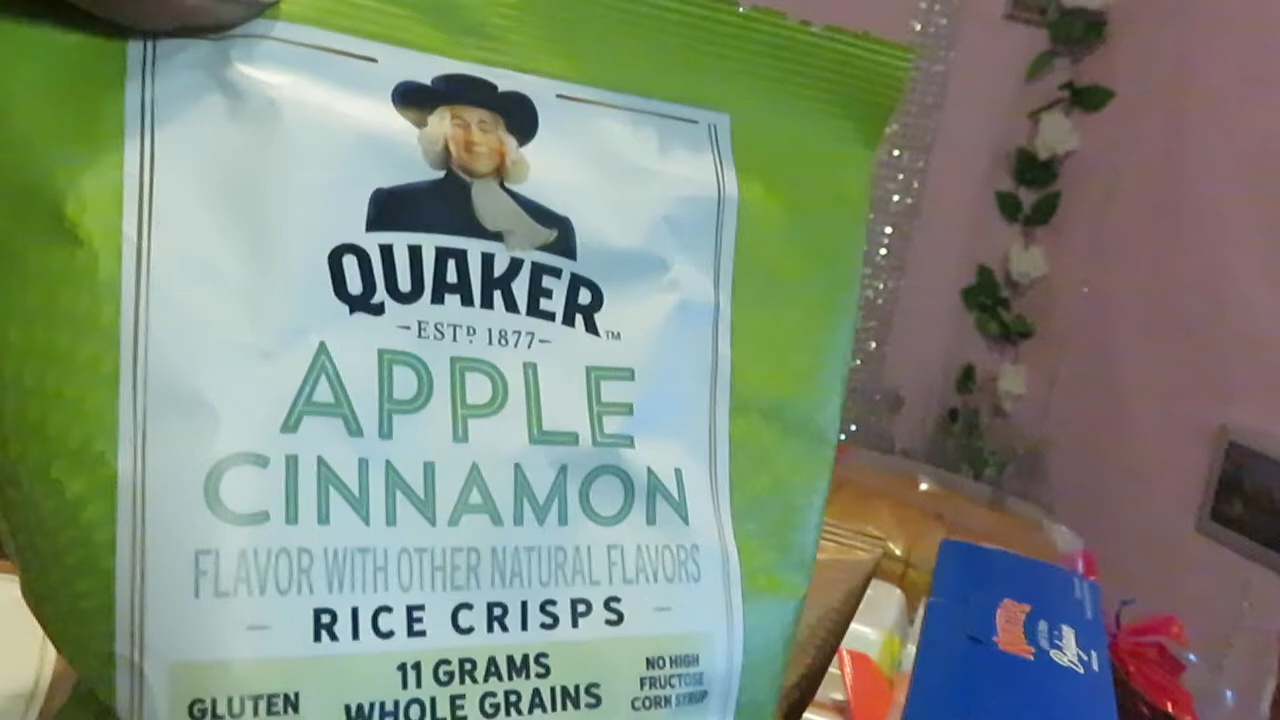 QUAKER™
ESTD 1877
APPLE
CINNAMON
FLAVOR WITH OTHER NATURAL FLAVORS
RICE CRISPS
11 GRAMS
WHOLE GRAINS
GLUTEN
NO HIGH
FRUCTOSE
CORN SYRUP